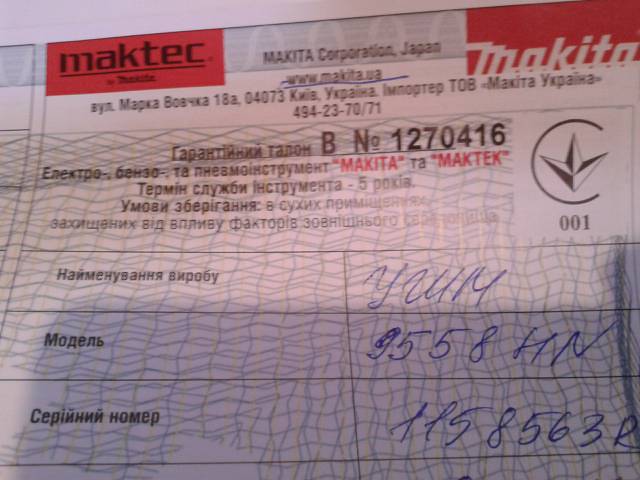 maktec
by Makita
MAKITA Corporation, Japan
makita
www.makita.ua
вул. Марка Вовчка 18а, 04073 Київ, Україна. Імпортер ТОВ «Макіта Україна»
494-23-70/71
Гарантійний талон В № 1270416
Електро-, бензо-, та пневмоінструмент "МАКІТА" та "МАКТЕК"
Термін служби інструмента - 5 років.
Умови зберігання: в сухих приміщеннях,
захищених від впливу факторів зовнішнього середовища
001
Найменування виробу УШМ
Модель 9558 HN
Серійний номер 1158563R